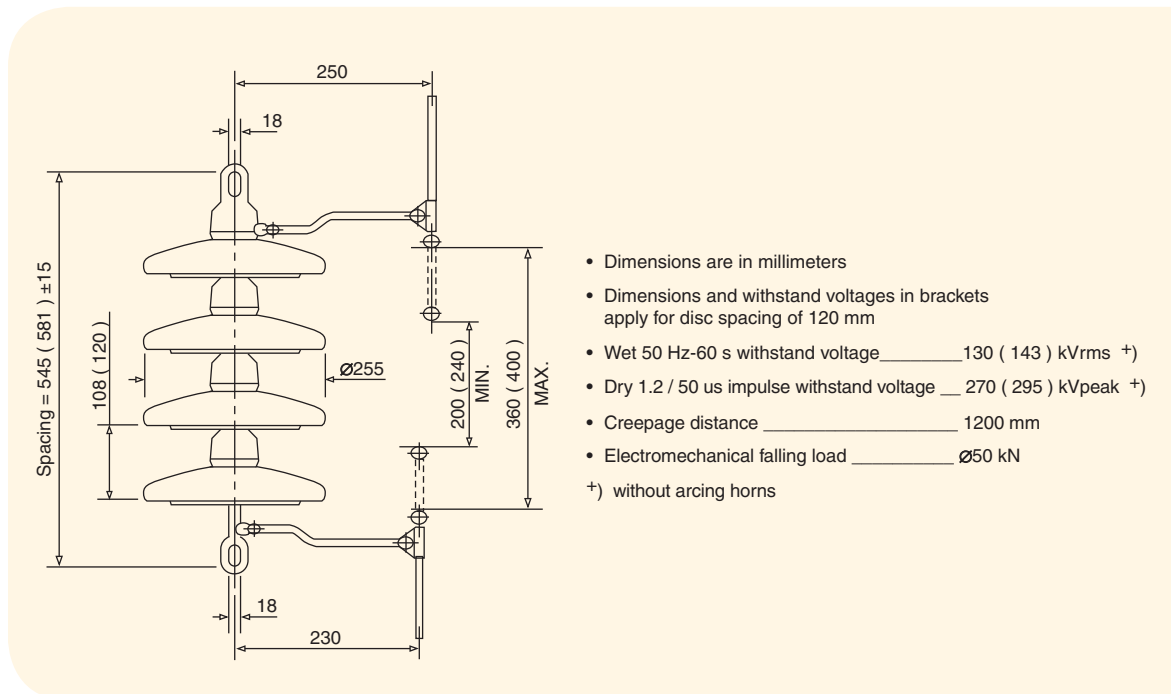 250
18
Spacing = 545 ( 581 ) ±15
108 ( 120 )
Ø255
200 ( 240 )
MIN.
360 ( 400 )
MAX.
18
230
• Dimensions are in millimeters
• Dimensions and withstand voltages in brackets
apply for disc spacing of 120 mm
• Wet 50 Hz-60 s withstand voltage________130 ( 143 ) kVrms +)
• Dry 1.2 / 50 us impulse withstand voltage __ 270 ( 295 ) kVpeak +)
• Creepage distance ___________________ 1200 mm
• Electromechanical falling load __________ Ø50 kN
+) without arcing horns